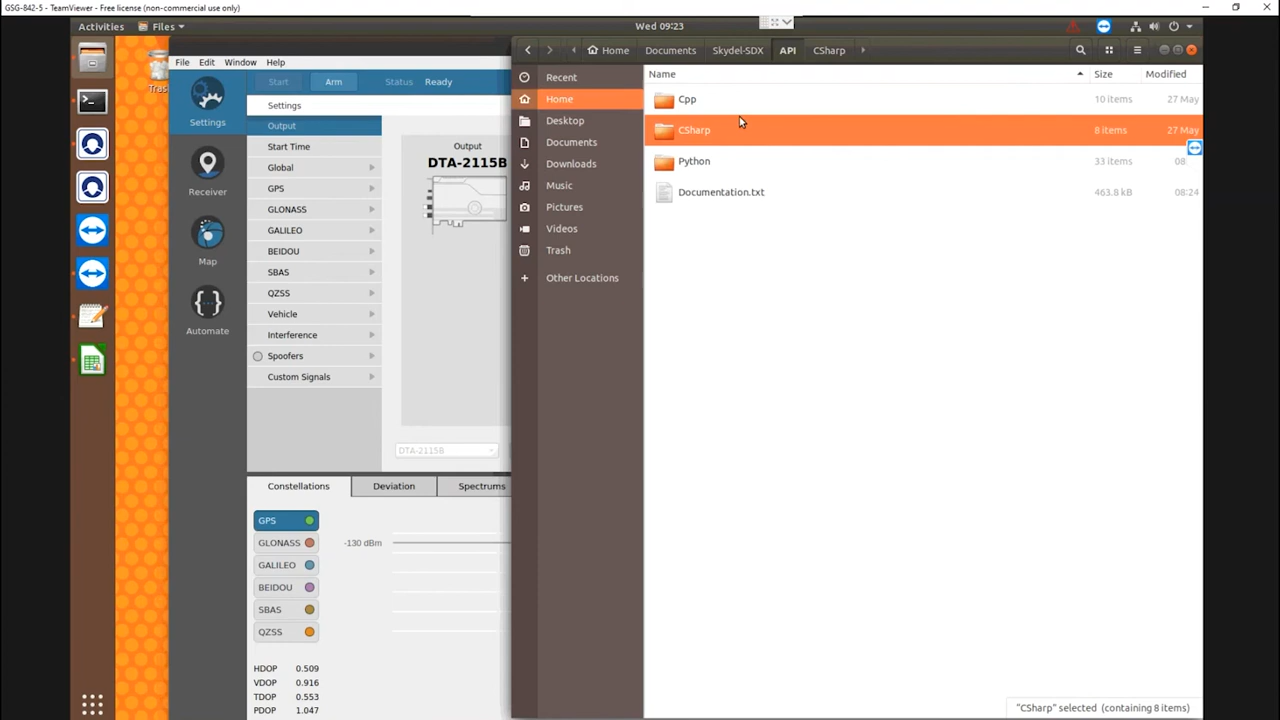 GSG-842-5 - TeamViewer - Free license (non-commercial use only)
Activities
Files
Wed 09:23
File Edit Window Help
Start Arm Status Ready
Settings
Receiver
Map
Automate
Settings
Output
Start Time
Global
GPS
GLONASS
GALILEO
BEIDOU
SBAS
QZSS
Vehicle
Interference
Spoofers
Custom Signals
Output
DTA-2115B
DTA-2115B
Constellations Deviation Spectrums
GPS
GLONASS
GALILEO
BEIDOU
SBAS
QZSS
-130 dBm
HDOP 0.509
VDOP 0.916
TDOP 0.553
PDOP 1.047
Home Documents Skydel-SDX API CSharp
Recent
Home
Desktop
Documents
Downloads
Music
Pictures
Videos
Trash
Other Locations
Name Size Modified
Cpp 10 items 27 May
CSharp 8 items 27 May
Python 33 items 08:
Documentation.txt 463.8 kB 08:24
"CSharp" selected (containing 8 items)